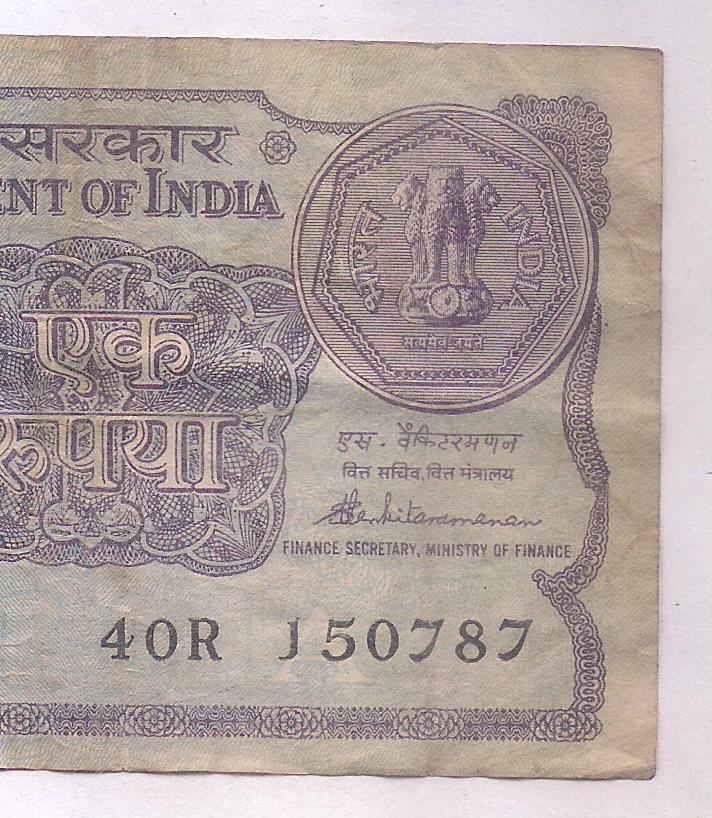 सरकार
ENT OF INDIA
भारत INDIA
सत्यमेव जयते
एक
रूपया
एस. वेंकिटरमणन
वित्त सचिव, वित्त मंत्रालय
S Venkitaramanan
FINANCE SECRETARY, MINISTRY OF FINANCE
40R 150787